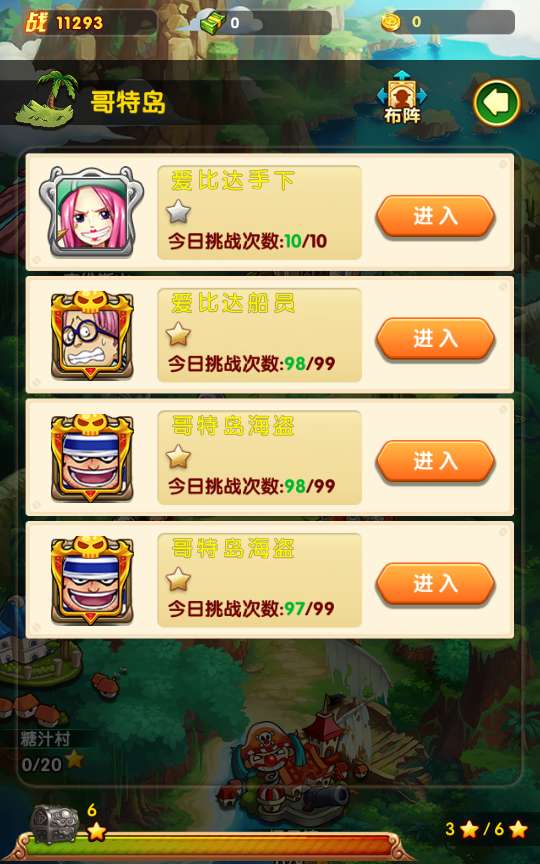 战 11293
0
0
哥特岛
布阵
爱比达手下
今日挑战次数:10/10
进入
爱比达船员
今日挑战次数:98/99
进入
哥特岛海盗
今日挑战次数:98/99
进入
哥特岛海盗
今日挑战次数:97/99
进入
糖汁村
0/20
6
3/6